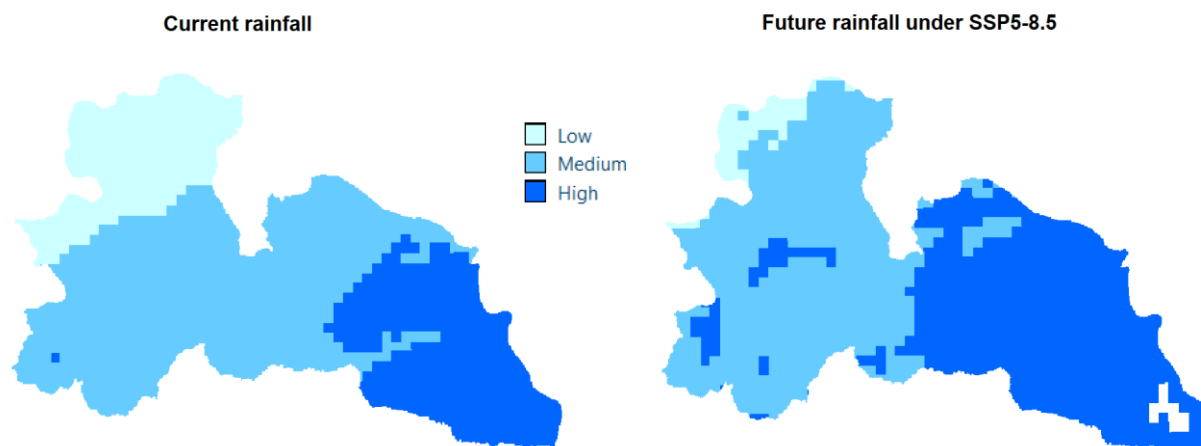 Current rainfall
Future rainfall under SSP5-8.5
Low
Medium
High